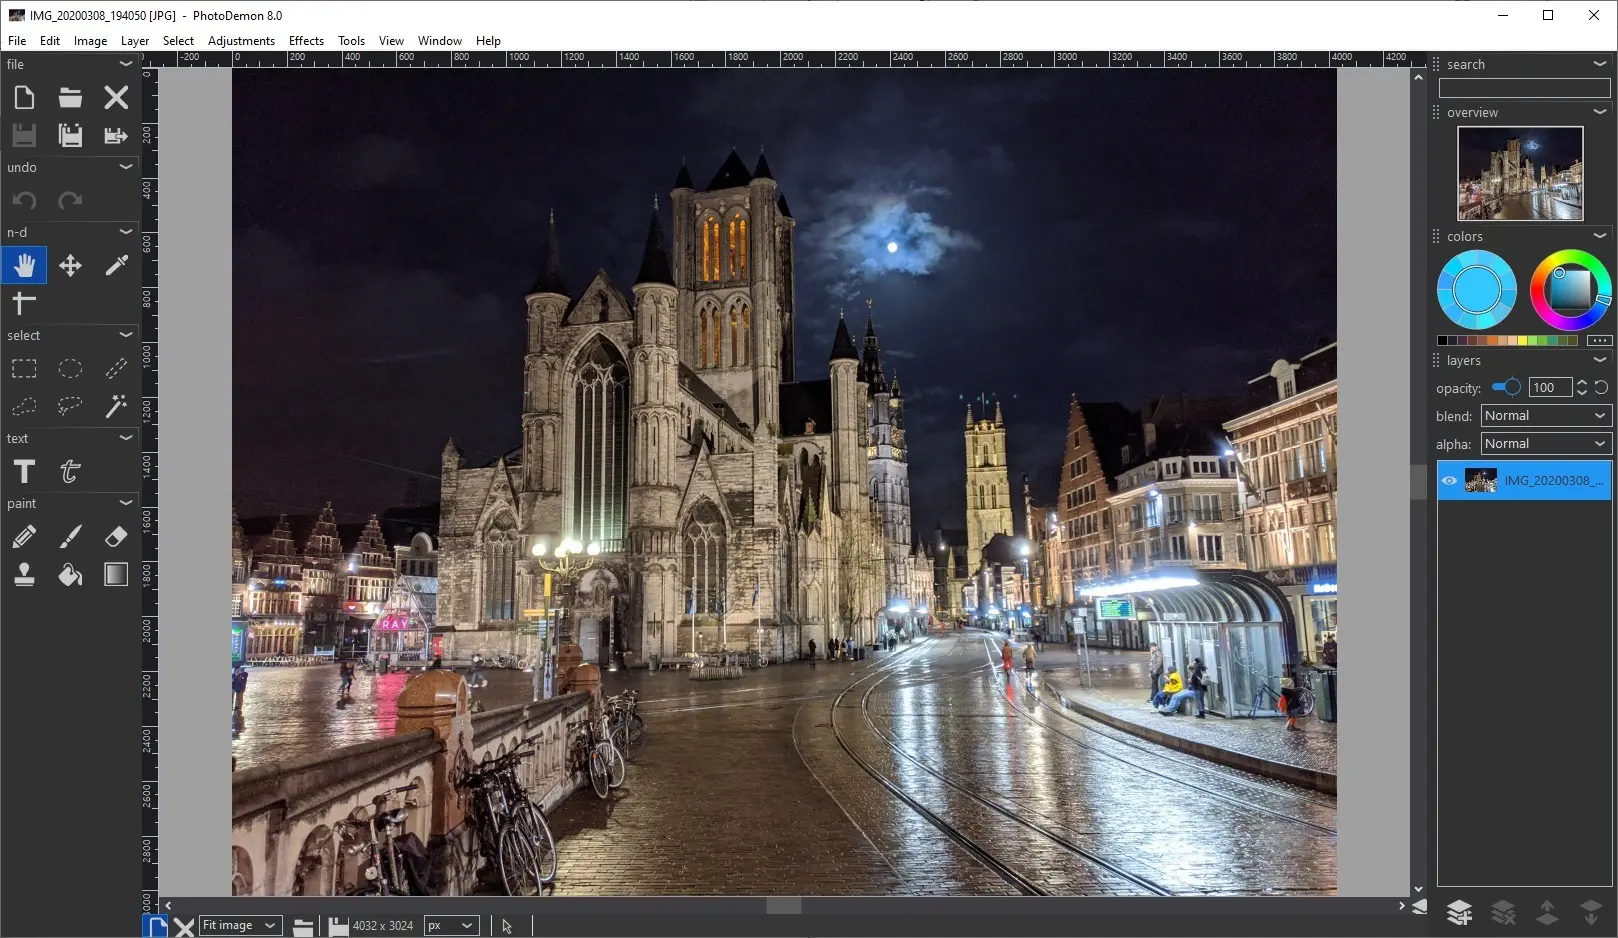 IMG_20200308_194050 [JPG] - PhotoDemon 8.0
File Edit Image Layer Select Adjustments Effects Tools View Window Help
file
undo
n-d
select
text
paint
-200 0 200 400 600 800 1000 1200 1400 1600 1800 2000 2200 2400 2600 2800 3000 3200 3400 3600 3800 4000 4200
0
200
400
600
800
1000
1200
1400
1600
1800
2000
2200
2400
2600
2800
3000
RAY
search
overview
colors
layers
opacity: 100
blend: Normal
alpha: Normal
IMG_20200308_...
Fit image 4032 x 3024 px